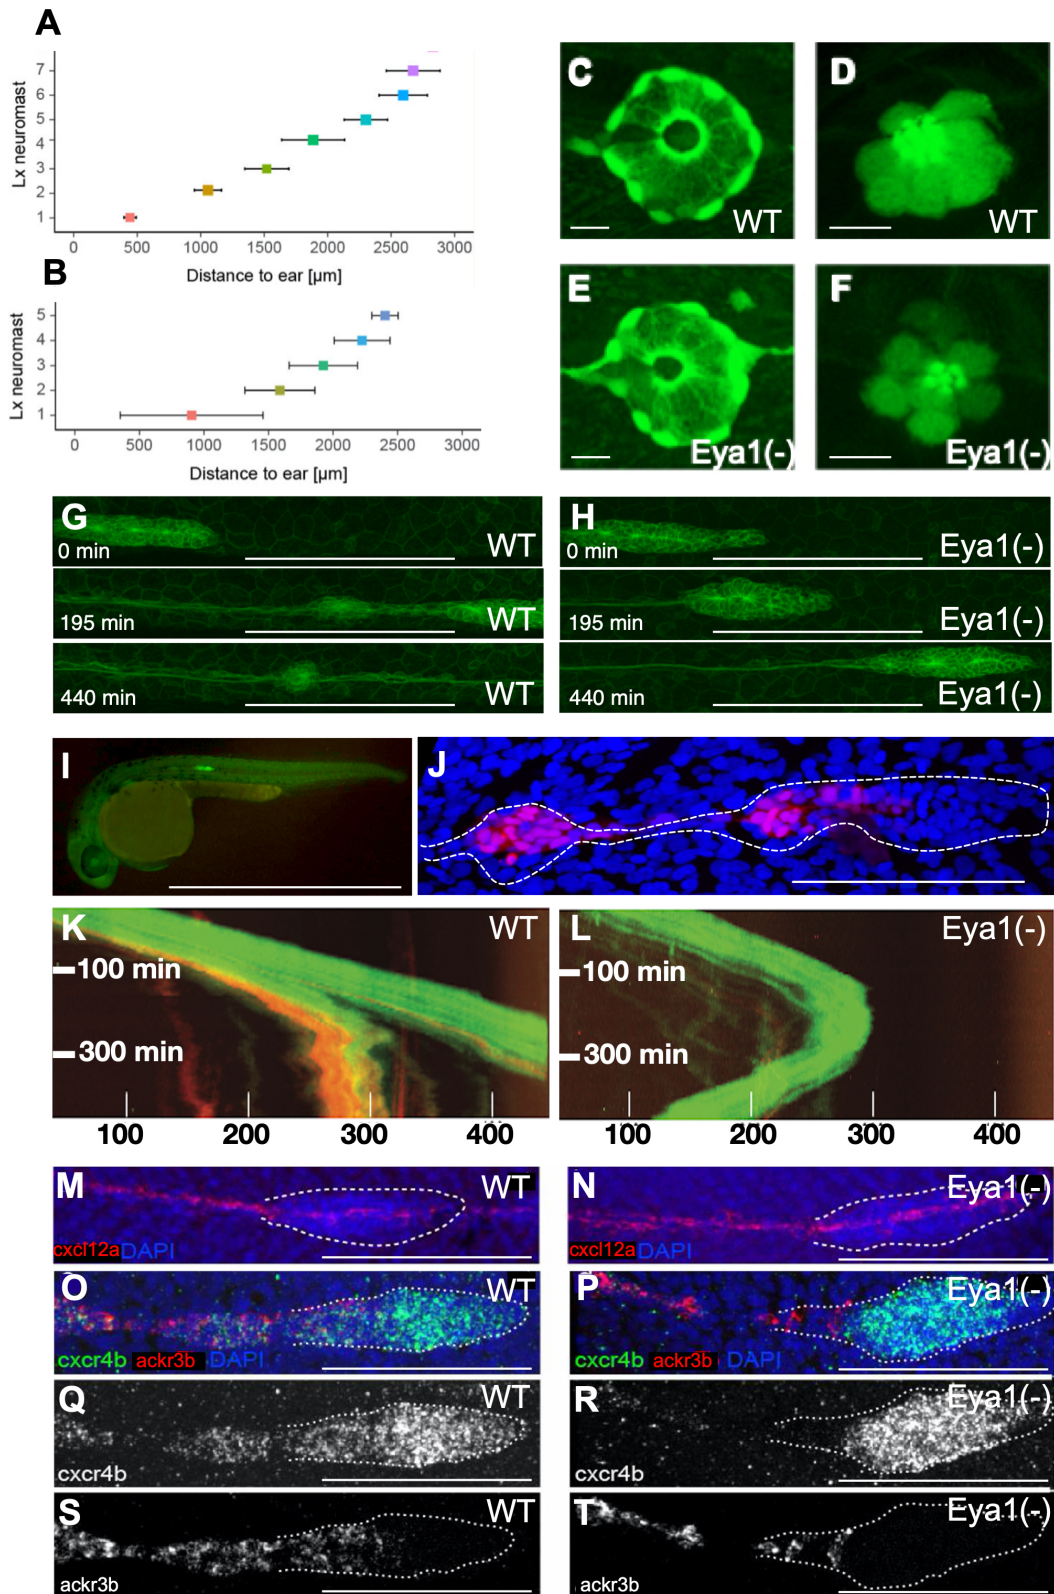 A
Lx neuromast
7
6
5
4
3
2
1
0 500 1000 1500 2000 2500 3000
Distance to ear [µm]
B
Lx neuromast
5
4
3
2
1
0 500 1000 1500 2000 2500 3000
Distance to ear [µm]
C
WT
D
WT
E
Eya1(-)
F
Eya1(-)
G
0 min
WT
195 min
WT
440 min
WT
H
0 min
Eya1(-)
195 min
Eya1(-)
440 min
Eya1(-)
I
J
K
WT
100 min
300 min
100 200 300 400
L
Eya1(-)
100 min
300 min
100 200 300 400
M
WT
cxcl12a DAPI
N
Eya1(-)
cxcl12a DAPI
O
WT
cxcr4b ackr3b DAPI
P
Eya1(-)
cxcr4b ackr3b DAPI
Q
WT
cxcr4b
R
Eya1(-)
cxcr4b
S
WT
ackr3b
T
Eya1(-)
ackr3b